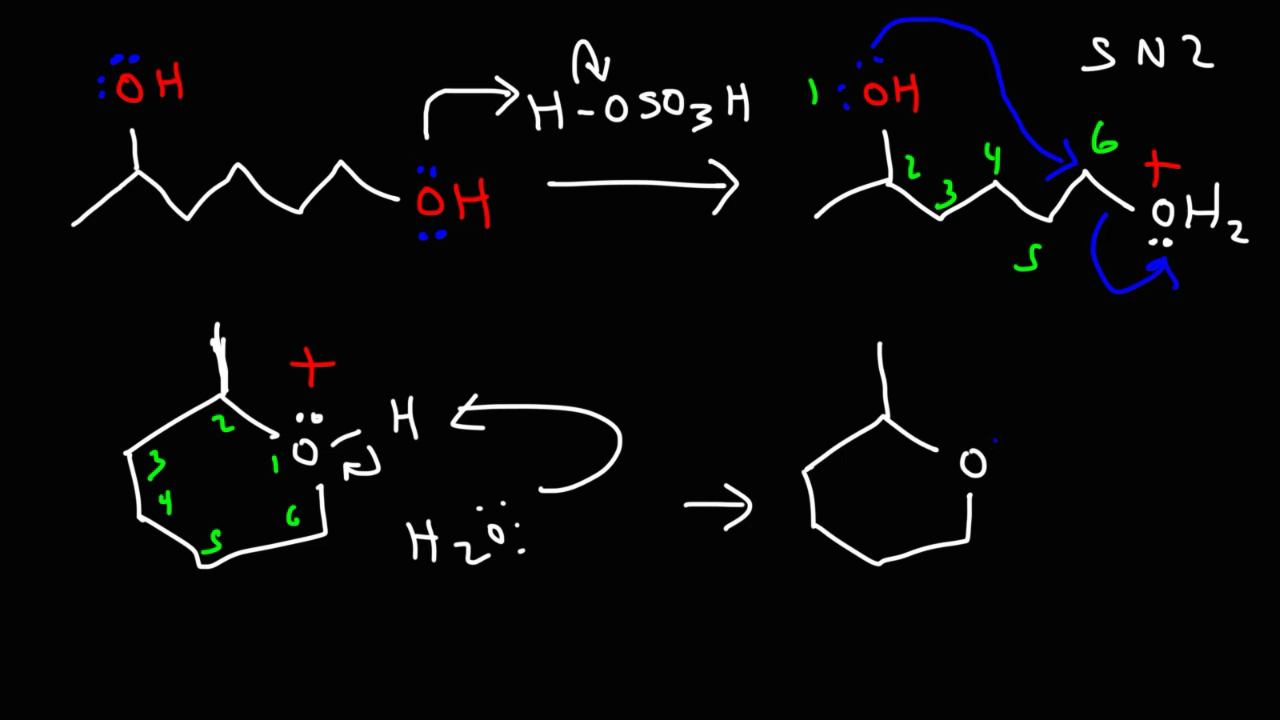 :OH H-OSO3H :OH SN2
OH 1 2 3 4 5 6 + OH2
+
O H 1 2 3 4 5 6
H2O: O